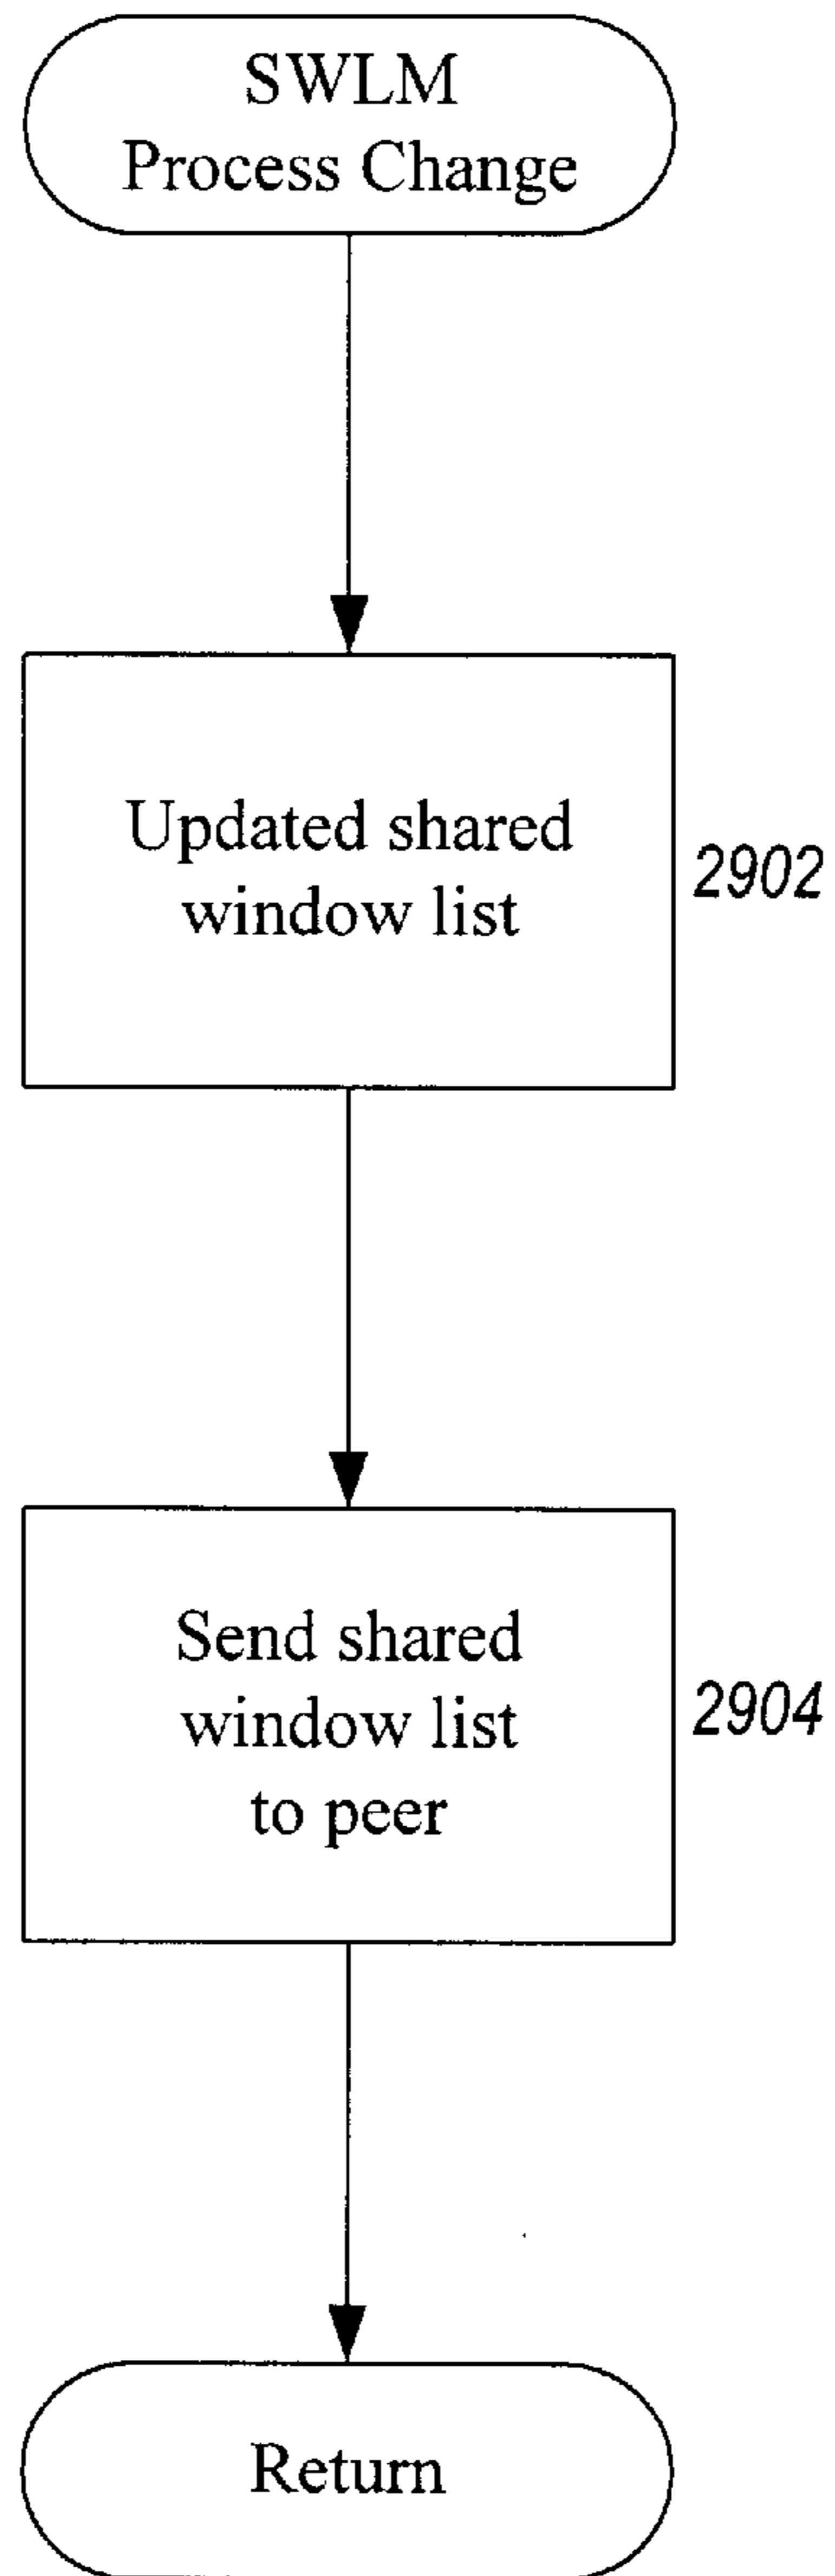 SWLM
Process Change
Updated shared
window list
2902
Send shared
window list
to peer
2904
Return